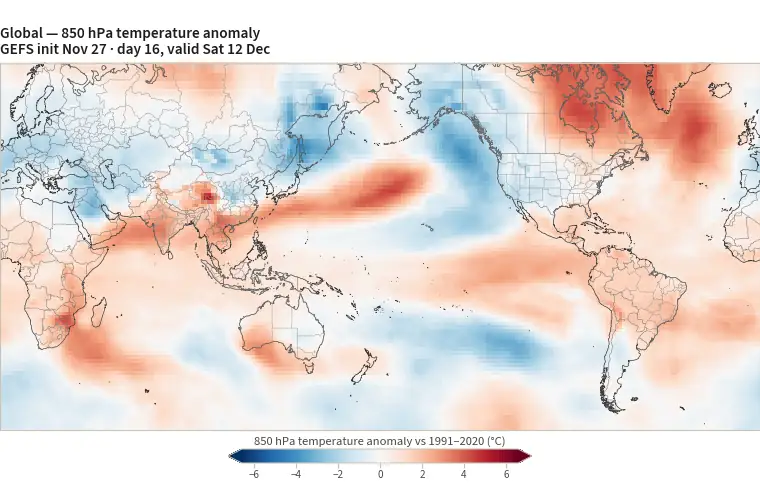 Global — 850 hPa temperature anomaly
GEFS init Nov 27 · day 16, valid Sat 12 Dec
850 hPa temperature anomaly vs 1991–2020 (°C)
−6 −4 −2 0 2 4 6